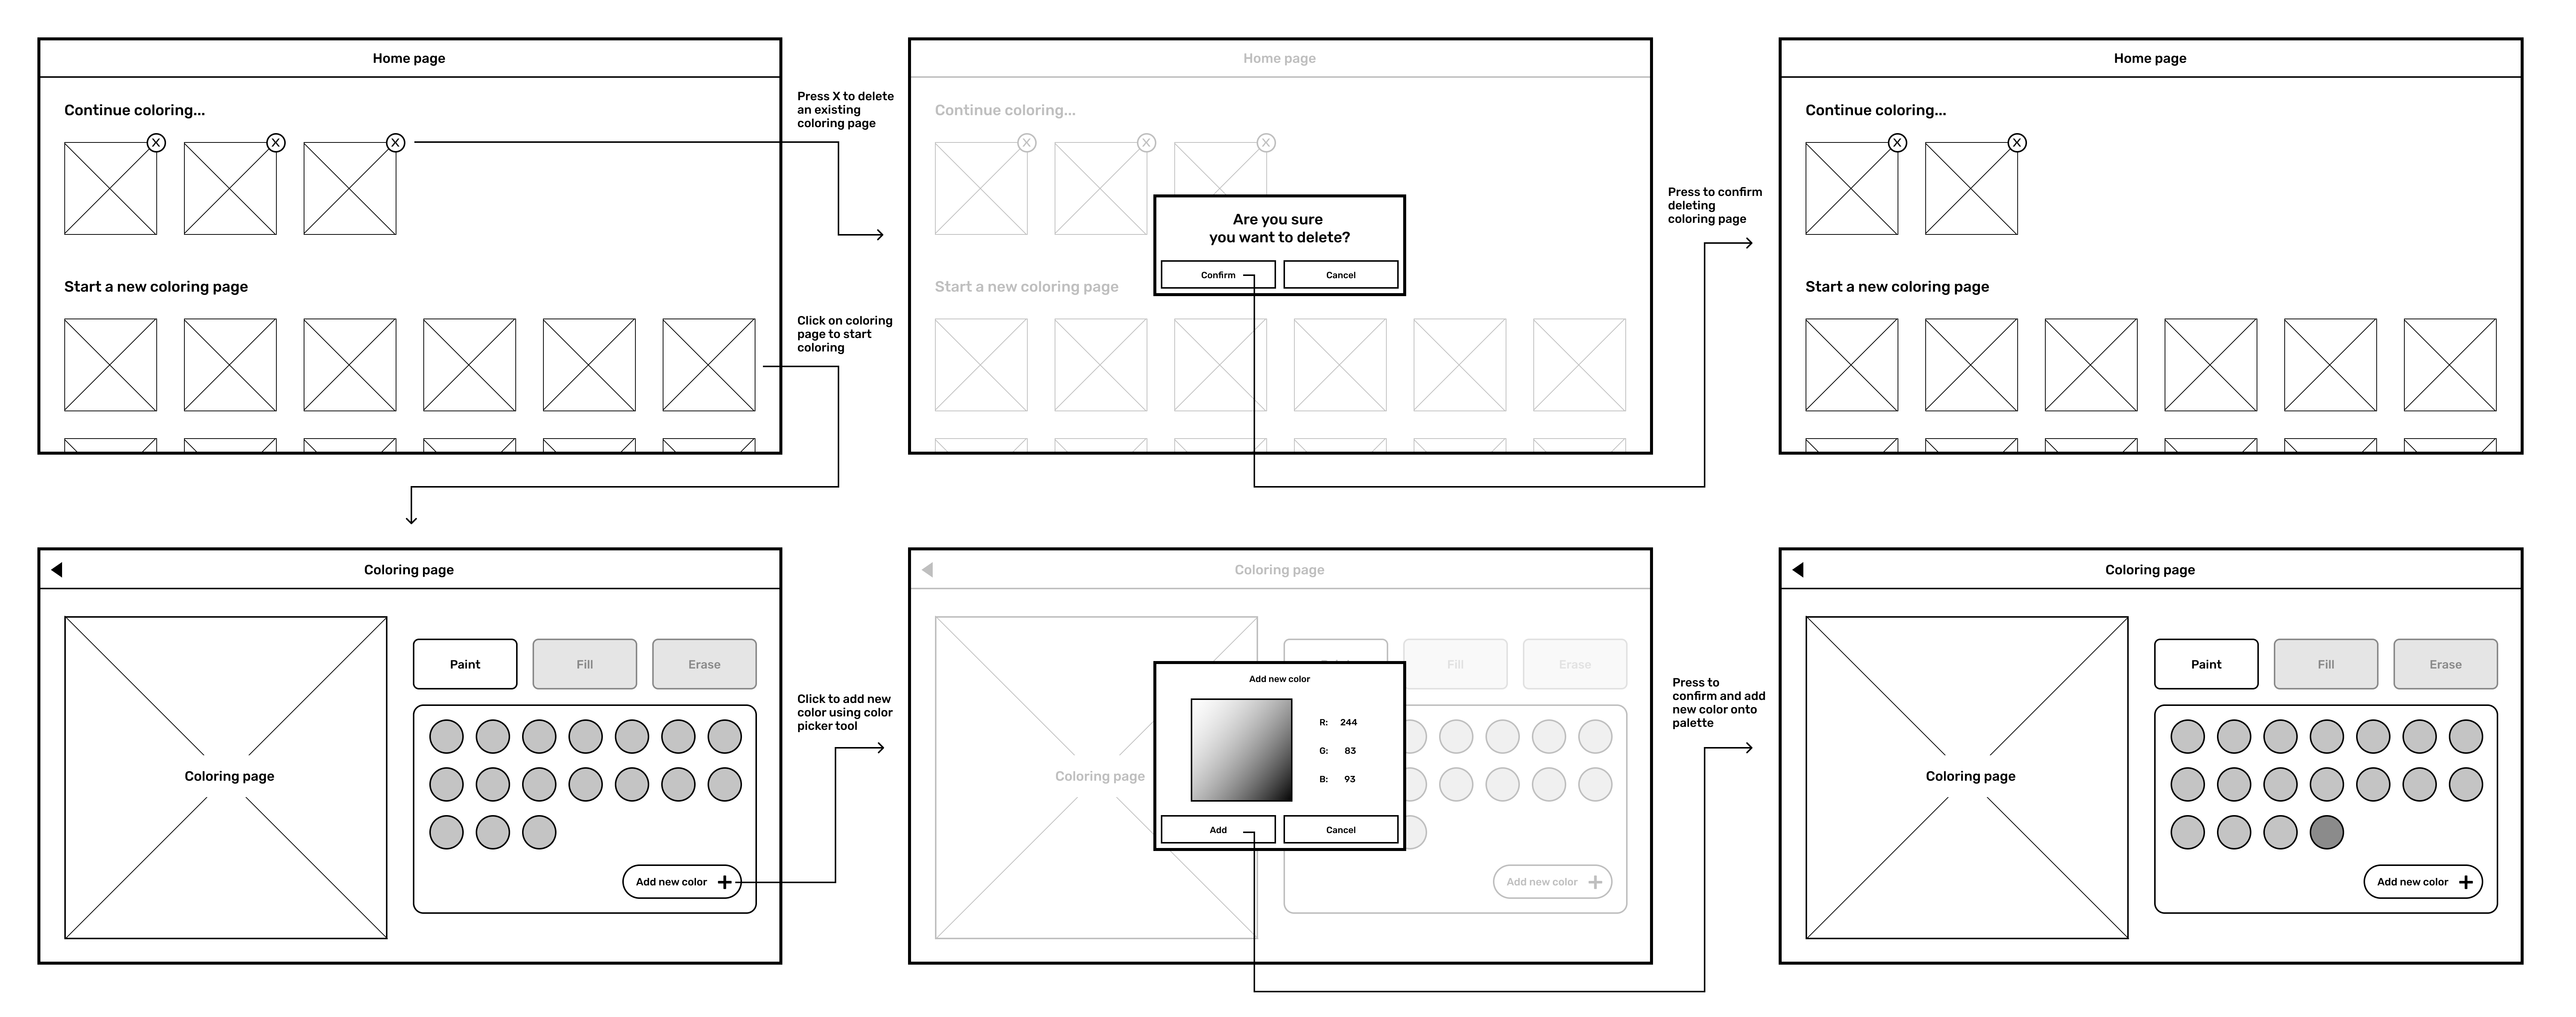 Home page
Continue coloring...
X
X
X
Start a new coloring page
Press X to delete
an existing
coloring page
Click on coloring
page to start
coloring
Home page
Continue coloring...
X
X
X
Are you sure
you want to delete?
Confirm
Cancel
Start a new coloring page
Press to confirm
deleting
coloring page
Home page
Continue coloring...
X
X
Start a new coloring page
Coloring page
Coloring page
Paint
Fill
Erase
Add new color
Click to add new
color using color
picker tool
Coloring page
Coloring page
Fill
Erase
Add new color
R: 244
G: 83
B: 93
Add
Cancel
Add new color
Press to
confirm and add
new color onto
palette
Coloring page
Coloring page
Paint
Fill
Erase
Add new color